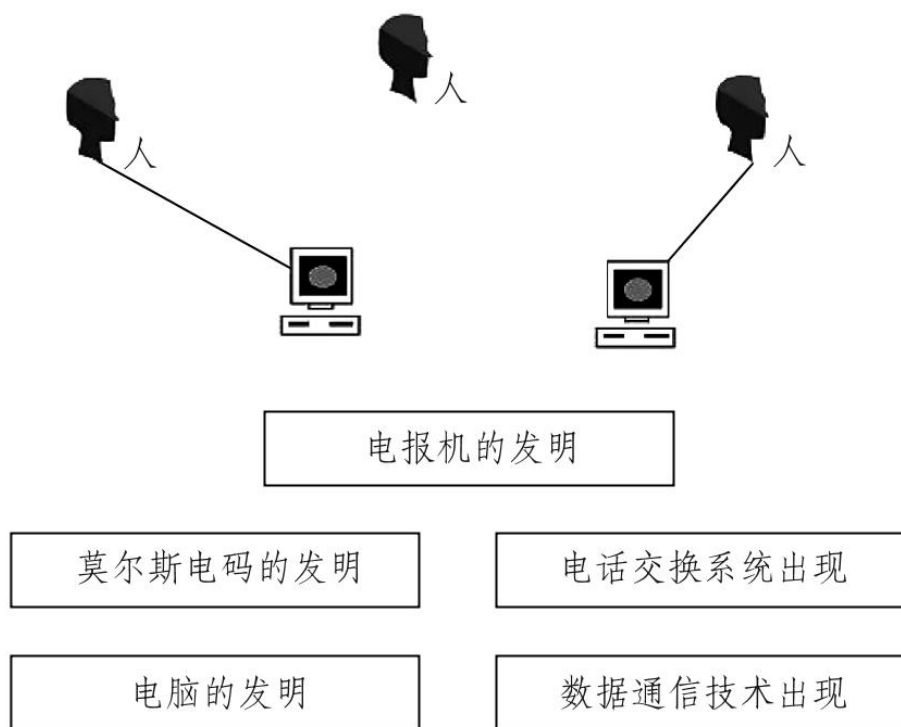 人
人
人
电报机的发明
莫尔斯电码的发明
电话交换系统出现
电脑的发明
数据通信技术出现